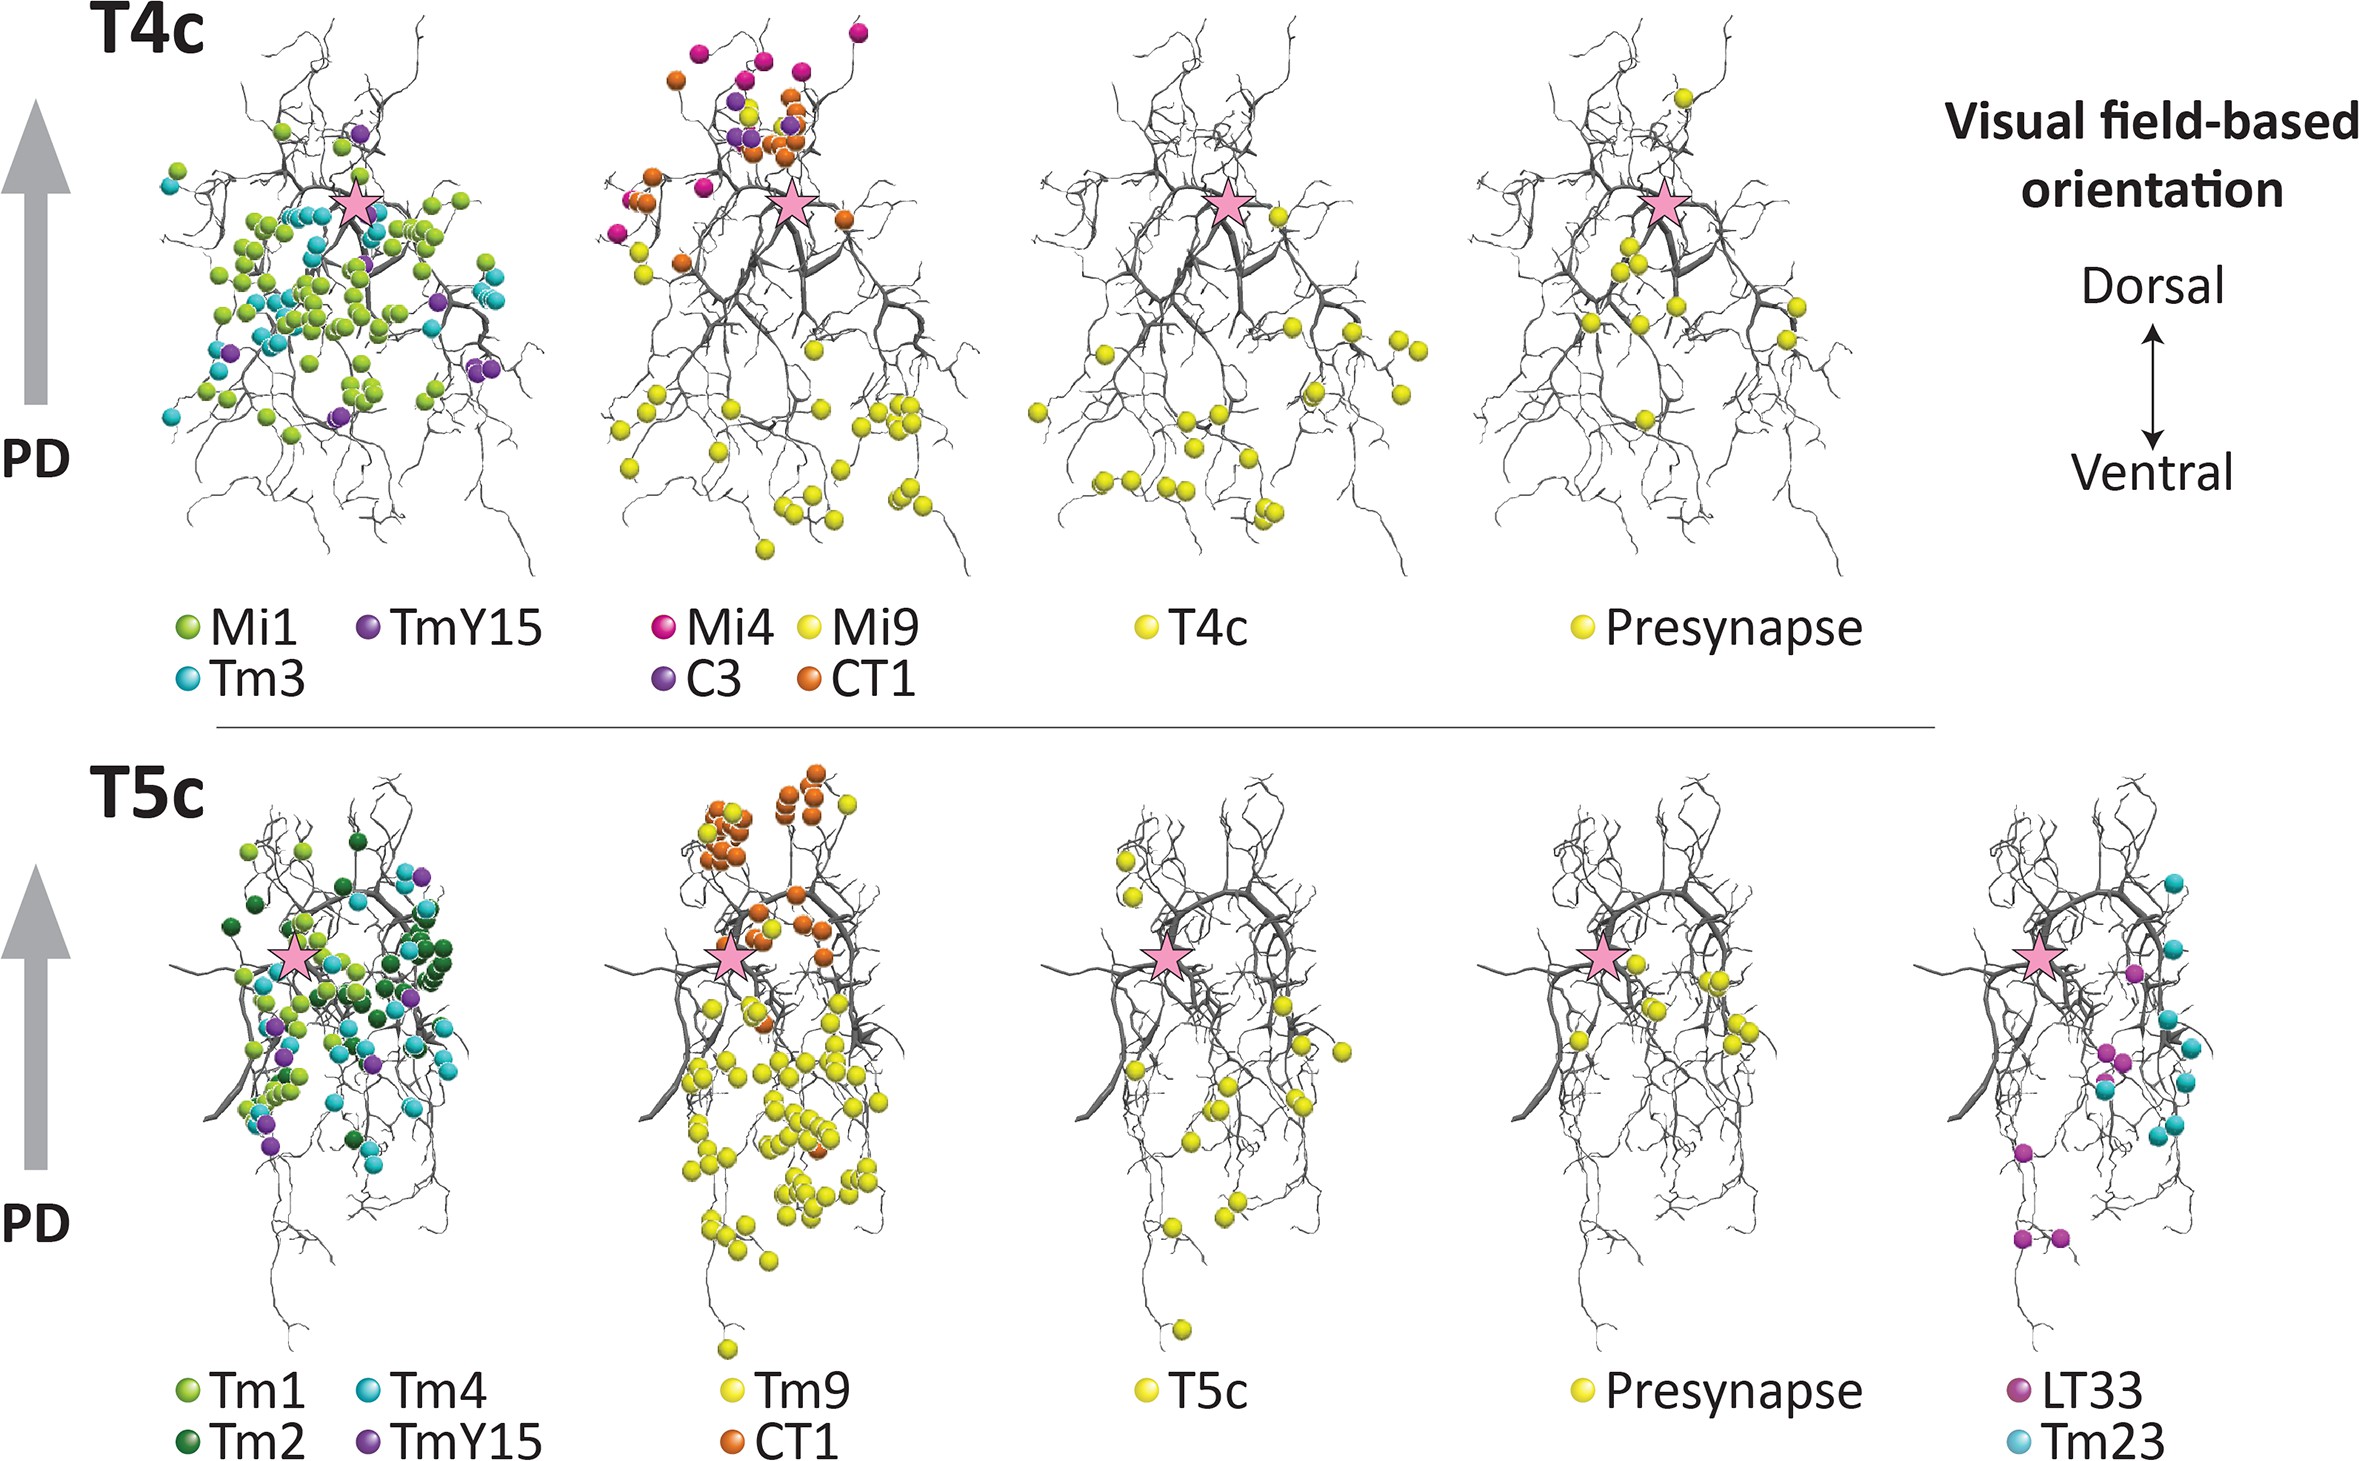 T4c
PD
Visual field-based
orientation
Dorsal
Ventral
Mi1 TmY15
Tm3
Mi4 Mi9
C3 CT1
T4c
Presynapse
T5c
PD
Tm1 Tm4
Tm2 TmY15
Tm9
CT1
T5c
Presynapse
LT33
Tm23